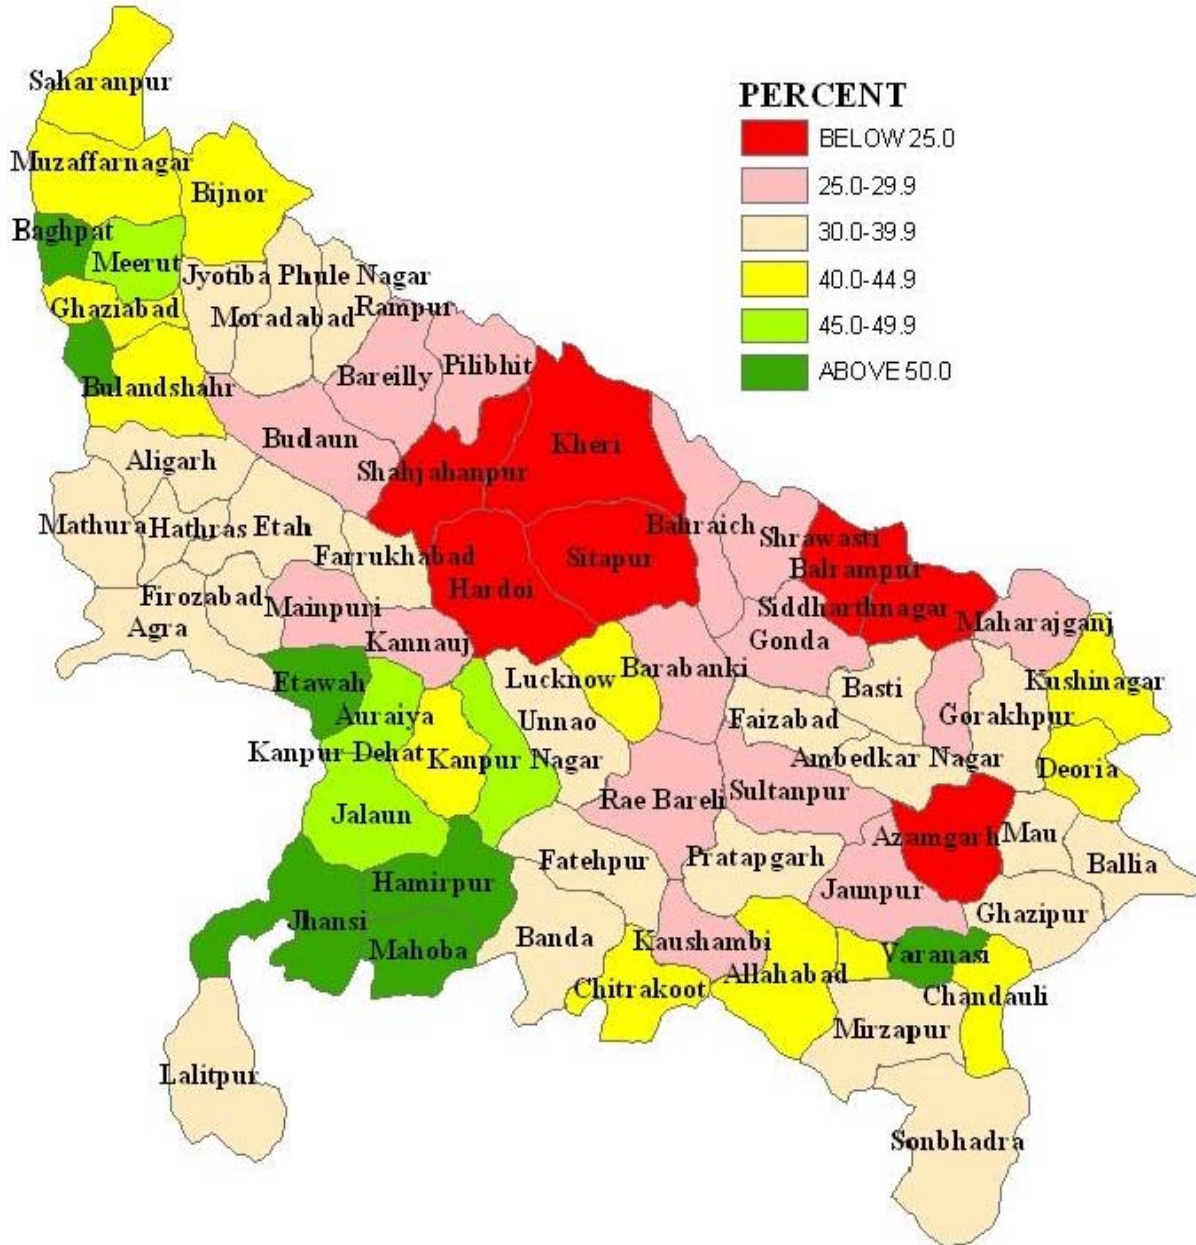 PERCENT
BELOW 25.0
25.0-29.9
30.0-39.9
40.0-44.9
45.0-49.9
ABOVE 50.0
Saharanpur
Muzaffarnagar
Bijnor
Baghpat
Meerut
Jyotiba Phule Nagar
Ghaziabad
Moradabad
Rampur
Bulandshahr
Bareilly
Pilibhit
Budaun
Kheri
Aligarh
Shahjahanpur
Mathura
Hathras
Etah
Bahraich
Shrawasti
Farrukhabad
Sitapur
Balrampur
Hardoi
Firozabad
Mainpuri
Siddharthnagar
Maharajganj
Agra
Kannauj
Gonda
Etawah
Lucknow
Barabanki
Basti
Kushinagar
Auraiya
Unnao
Faizabad
Gorakhpur
Kanpur Dehat
Kanpur Nagar
Ambedkar Nagar
Deoria
Rae Bareli
Sultanpur
Jalaun
Azamgarh
Mau
Fatehpur
Pratapgarh
Ballia
Hamirpur
Jaunpur
Jhansi
Ghazipur
Mahoba
Banda
Kaushambi
Varanasi
Chitrakoot
Allahabad
Chandauli
Mirzapur
Lalitpur
Sonbhadra